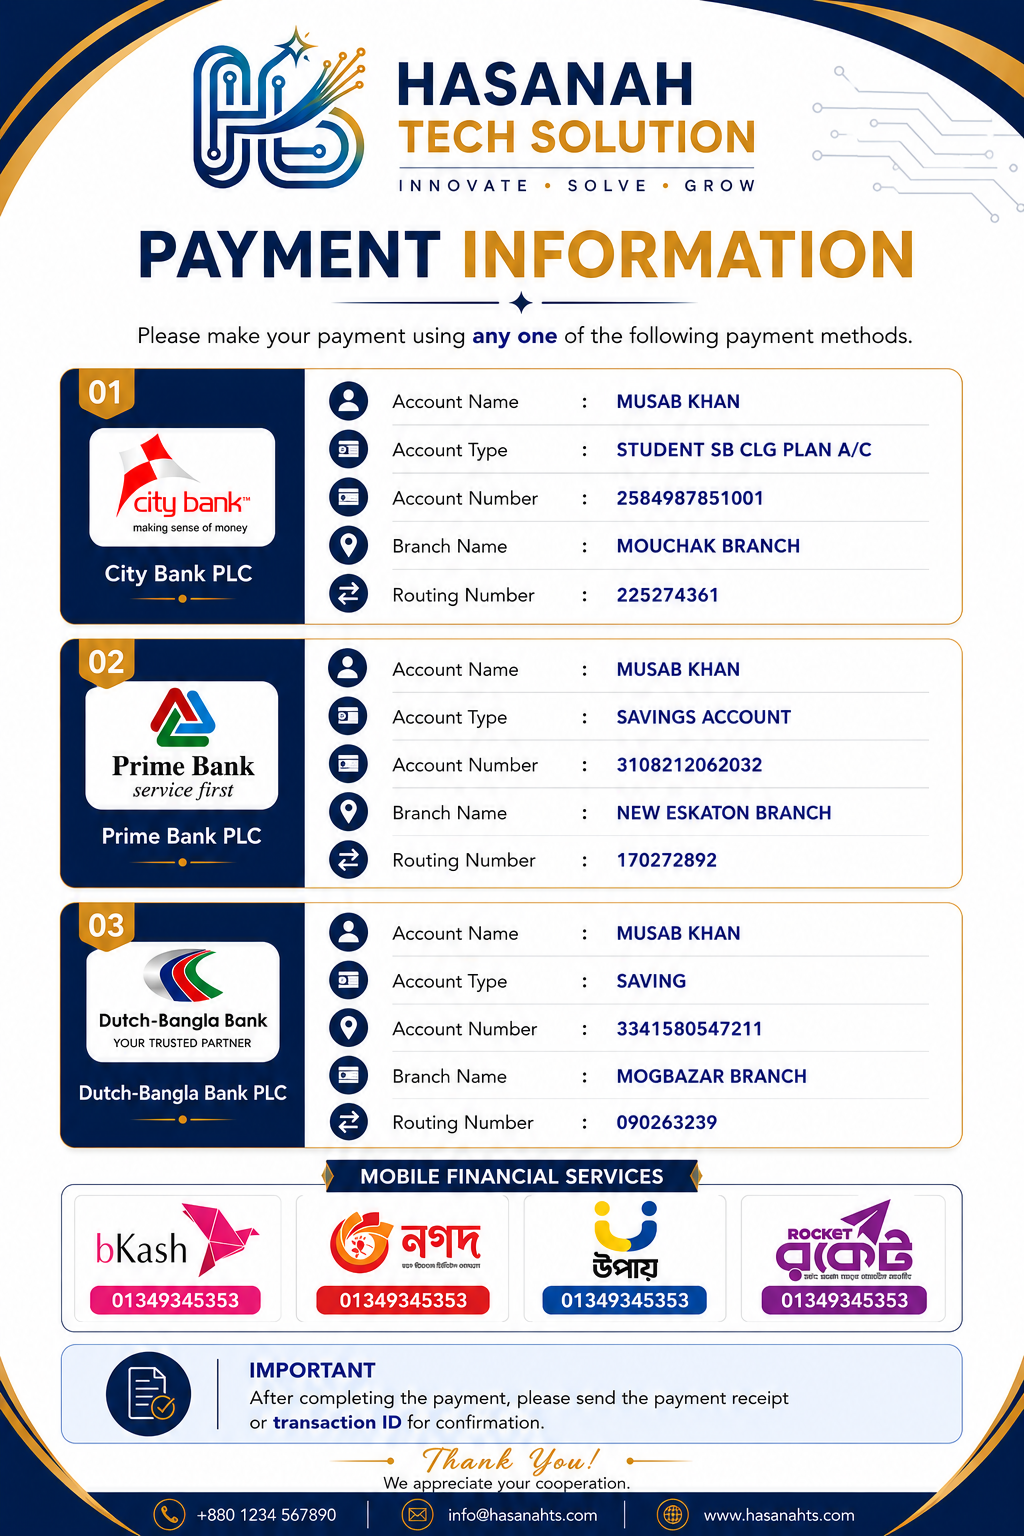 HASANAH
TECH SOLUTION
INNOVATE • SOLVE • GROW
PAYMENT INFORMATION
Please make your payment using any one of the following payment methods.
01
city bank™
making sense of money
City Bank PLC
Account Name : MUSAB KHAN
Account Type : STUDENT SB CLG PLAN A/C
Account Number : 2584987851001
Branch Name : MOUCHAK BRANCH
Routing Number : 225274361
02
Prime Bank
service first
Prime Bank PLC
Account Name : MUSAB KHAN
Account Type : SAVINGS ACCOUNT
Account Number : 3108212062032
Branch Name : NEW ESKATON BRANCH
Routing Number : 170272892
03
Dutch-Bangla Bank
YOUR TRUSTED PARTNER
Dutch-Bangla Bank PLC
Account Name : MUSAB KHAN
Account Type : SAVING
Account Number : 3341580547211
Branch Name : MOGBAZAR BRANCH
Routing Number : 090263239
MOBILE FINANCIAL SERVICES
bKash
01349345353
নগদ
01349345353
উপায়
01349345353
ROCKET
রকেট
01349345353
IMPORTANT
After completing the payment, please send the payment receipt
or transaction ID for confirmation.
Thank You!
We appreciate your cooperation.
+880 1234 567890
info@hasanahts.com
www.hasanahts.com